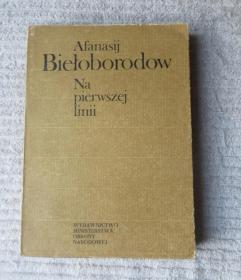 Afanasij
Biełoborodow
Na
pierwszej
linii
WYDAWNICTWO
MINISTERSTWA
OBRONY
NARODOWEJ